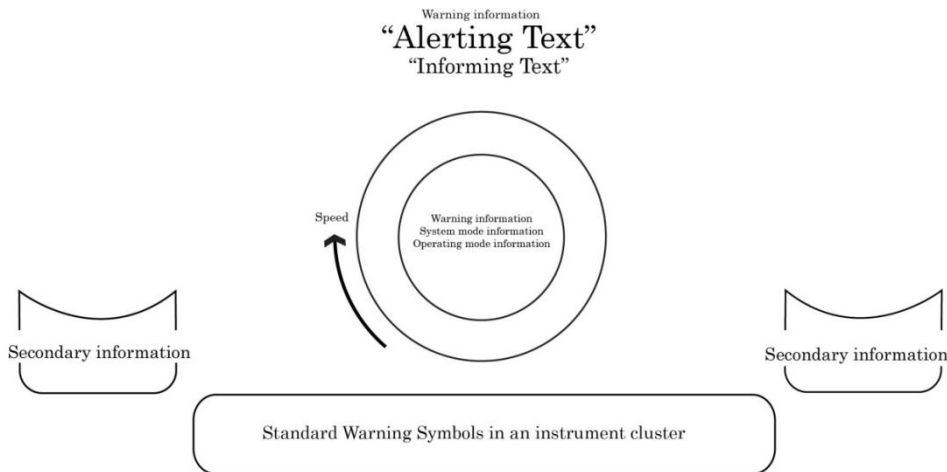 Warning information
“Alerting Text”
“Informing Text”
Speed
Warning information
System mode information
Operating mode information
Secondary information
Secondary information
Standard Warning Symbols in an instrument cluster